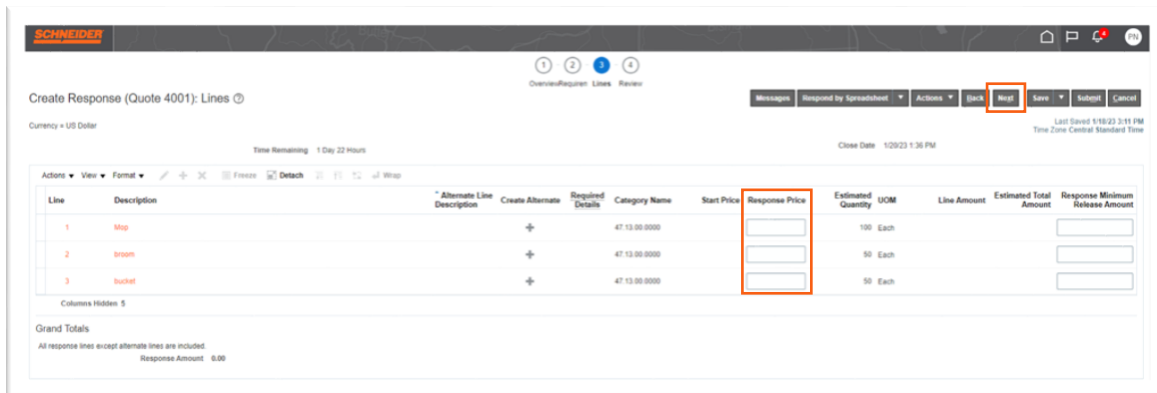 SCHNEIDER
4
PN
1 2 3 4
Overview Requiren Lines Review
Create Response (Quote 4001): Lines ?
Messages Respond by Spreadsheet Actions Back Next Save Submit Cancel
Currency = US Dollar
Last Saved 1/18/23 3:11 PM
Time Zone Central Standard Time
Time Remaining 1 Day 22 Hours
Close Date 1/20/23 1:36 PM
Actions View Format Freeze Detach Wrap
Line Description * Alternate Line Description Create Alternate Required Details Category Name Start Price Response Price Estimated Quantity UOM Line Amount Estimated Total Amount Response Minimum Release Amount
1 Mop 47.13.00.0000 100 Each
2 broom 47.13.00.0000 50 Each
3 bucket 47.13.00.0000 50 Each
Columns Hidden 5
Grand Totals
All response lines except alternate lines are included.
Response Amount 0.00